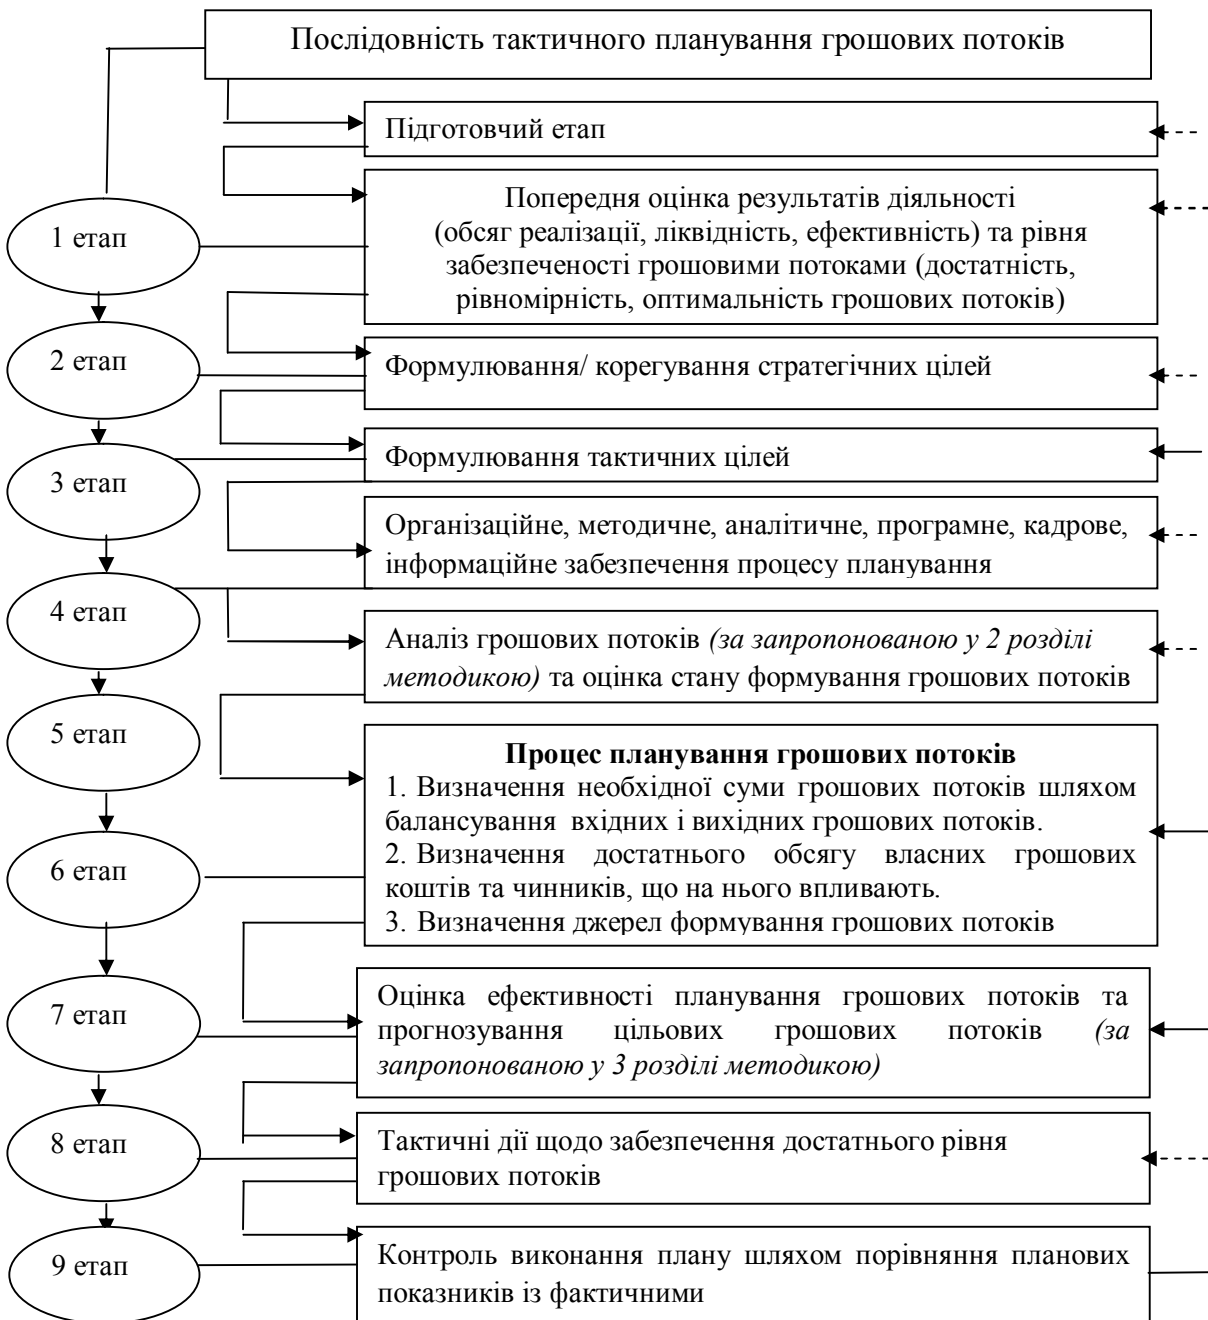 Послідовність тактичного планування грошових потоків
Підготовчий етап
1 етап
Попередня оцінка результатів діяльності
(обсяг реалізації, ліквідність, ефективність) та рівня
забезпеченості грошовими потоками (достатність,
рівномірність, оптимальність грошових потоків)
2 етап
Формулювання/ корегування стратегічних цілей
3 етап
Формулювання тактичних цілей
Організаційне, методичне, аналітичне, програмне, кадрове,
інформаційне забезпечення процесу планування
4 етап
Аналіз грошових потоків (за запропонованою у 2 розділі
методикою) та оцінка стану формування грошових потоків
5 етап
Процес планування грошових потоків
1. Визначення необхідної суми грошових потоків шляхом
балансування вхідних і вихідних грошових потоків.
2. Визначення достатнього обсягу власних грошових
коштів та чинників, що на нього впливають.
3. Визначення джерел формування грошових потоків
6 етап
7 етап
Оцінка ефективності планування грошових потоків та
прогнозування цільових грошових потоків (за
запропонованою у 3 розділі методикою)
8 етап
Тактичні дії щодо забезпечення достатнього рівня
грошових потоків
9 етап
Контроль виконання плану шляхом порівняння планових
показників із фактичними